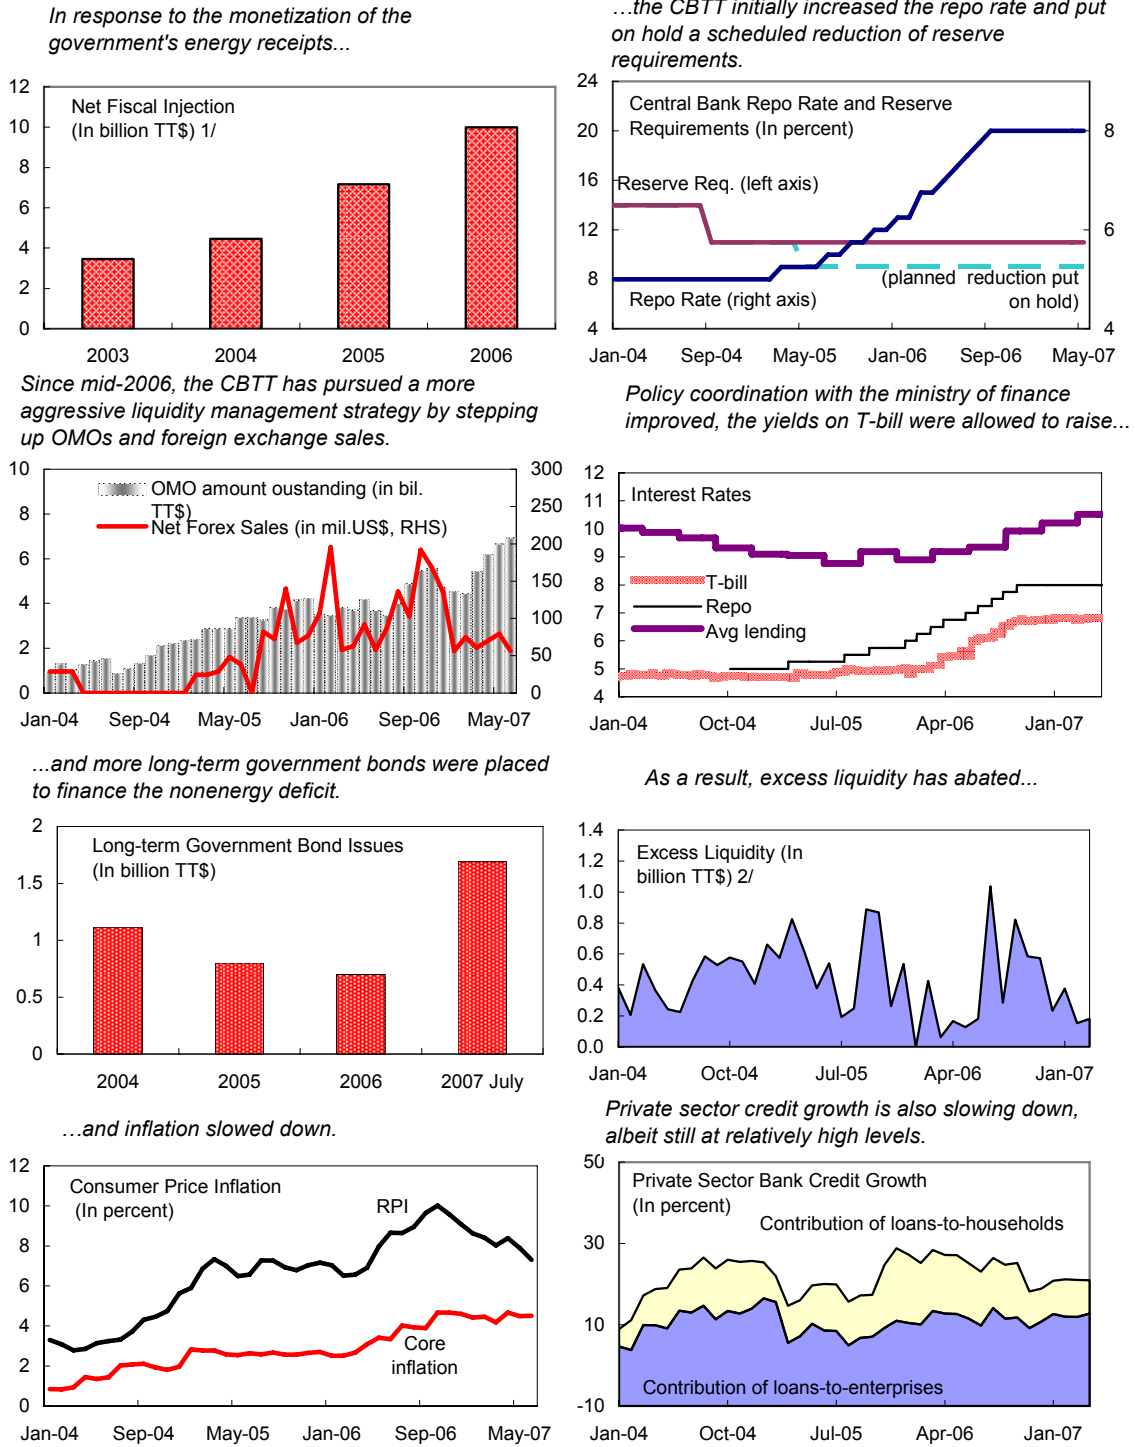 In response to the monetization of the
government's energy receipts...
12
10
8
6
4
2
0
Net Fiscal Injection
(In billion TT$) 1/
2003 2004 2005 2006
…the CBTT initially increased the repo rate and put
on hold a scheduled reduction of reserve
requirements.
24
20
16
12
8
4
8
6
4
Central Bank Repo Rate and Reserve
Requirements (In percent)
Reserve Req. (left axis)
(planned reduction put
on hold)
Repo Rate (right axis)
Jan-04 Sep-04 May-05 Jan-06 Sep-06 May-07
Since mid-2006, the CBTT has pursued a more
aggressive liquidity management strategy by stepping
up OMOs and foreign exchange sales.
10
8
6
4
2
0
300
250
200
150
100
50
0
OMO amount oustanding (in bil.
TT$)
Net Forex Sales (in mil.US$, RHS)
Jan-04 Sep-04 May-05 Jan-06 Sep-06 May-07
Policy coordination with the ministry of finance
improved, the yields on T-bill were allowed to raise...
12
11
10
9
8
7
6
5
4
Interest Rates
T-bill
Repo
Avg lending
Jan-04 Oct-04 Jul-05 Apr-06 Jan-07
...and more long-term government bonds were placed
to finance the nonenergy deficit.
2
1.5
1
0.5
0
Long-term Government Bond Issues
(In billion TT$)
2004 2005 2006 2007 July
As a result, excess liquidity has abated...
1.4
1.2
1.0
0.8
0.6
0.4
0.2
0.0
Excess Liquidity (In
billion TT$) 2/
Jan-04 Oct-04 Jul-05 Apr-06 Jan-07
…and inflation slowed down.
12
10
8
6
4
2
0
Consumer Price Inflation
(In percent)
RPI
Core
inflation
Jan-04 Sep-04 May-05 Jan-06 Sep-06 May-07
Private sector credit growth is also slowing down,
albeit still at relatively high levels.
50
30
10
-10
Private Sector Bank Credit Growth
(In percent)
Contribution of loans-to-households
Contribution of loans-to-enterprises
Jan-04 Oct-04 Jul-05 Apr-06 Jan-07